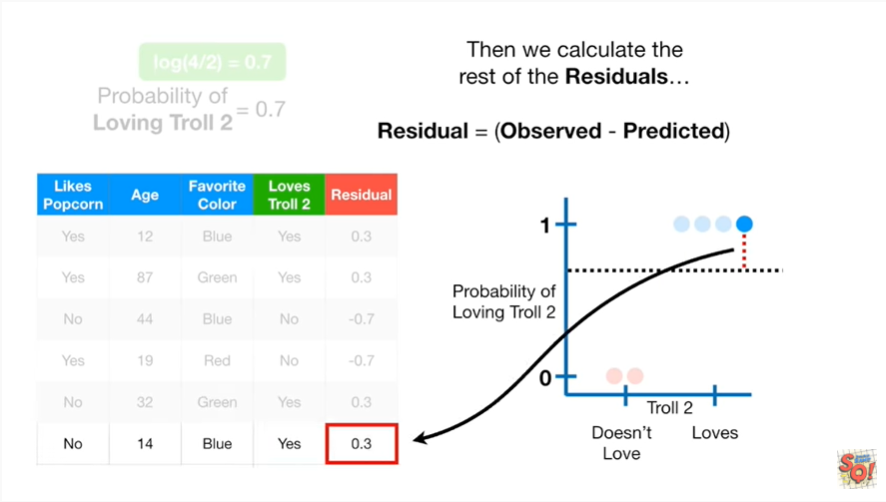 log(4/2) = 0.7
Probability of
Loving Troll 2 = 0.7
Then we calculate the
rest of the Residuals…
Residual = (Observed - Predicted)
Likes Popcorn Age Favorite Color Loves Troll 2 Residual
Yes 12 Blue Yes 0.3
Yes 87 Green Yes 0.3
No 44 Blue No -0.7
Yes 19 Red No -0.7
No 32 Green Yes 0.3
No 14 Blue Yes 0.3
1
Probability of
Loving Troll 2
0
Troll 2
Doesn't
Love
Loves
SQ!